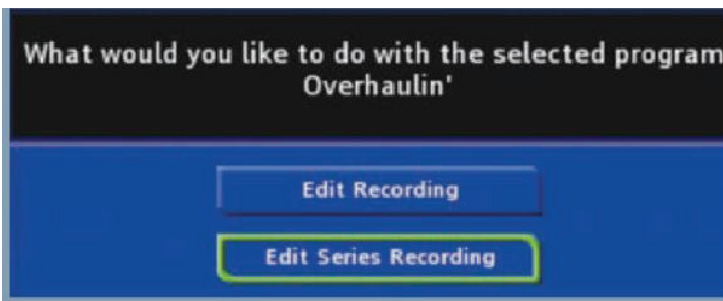 What would you like to do with the selected program
Overhaulin'
Edit Recording
Edit Series Recording